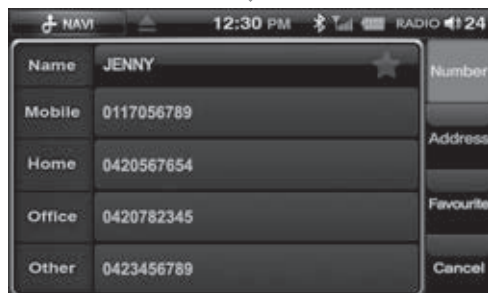 NAVI 12:30 PM RADIO 24
Name JENNY Number
Mobile 0117056789
Address
Home 0420567654
Office 0420782345 Favourite
Other 0423456789 Cancel